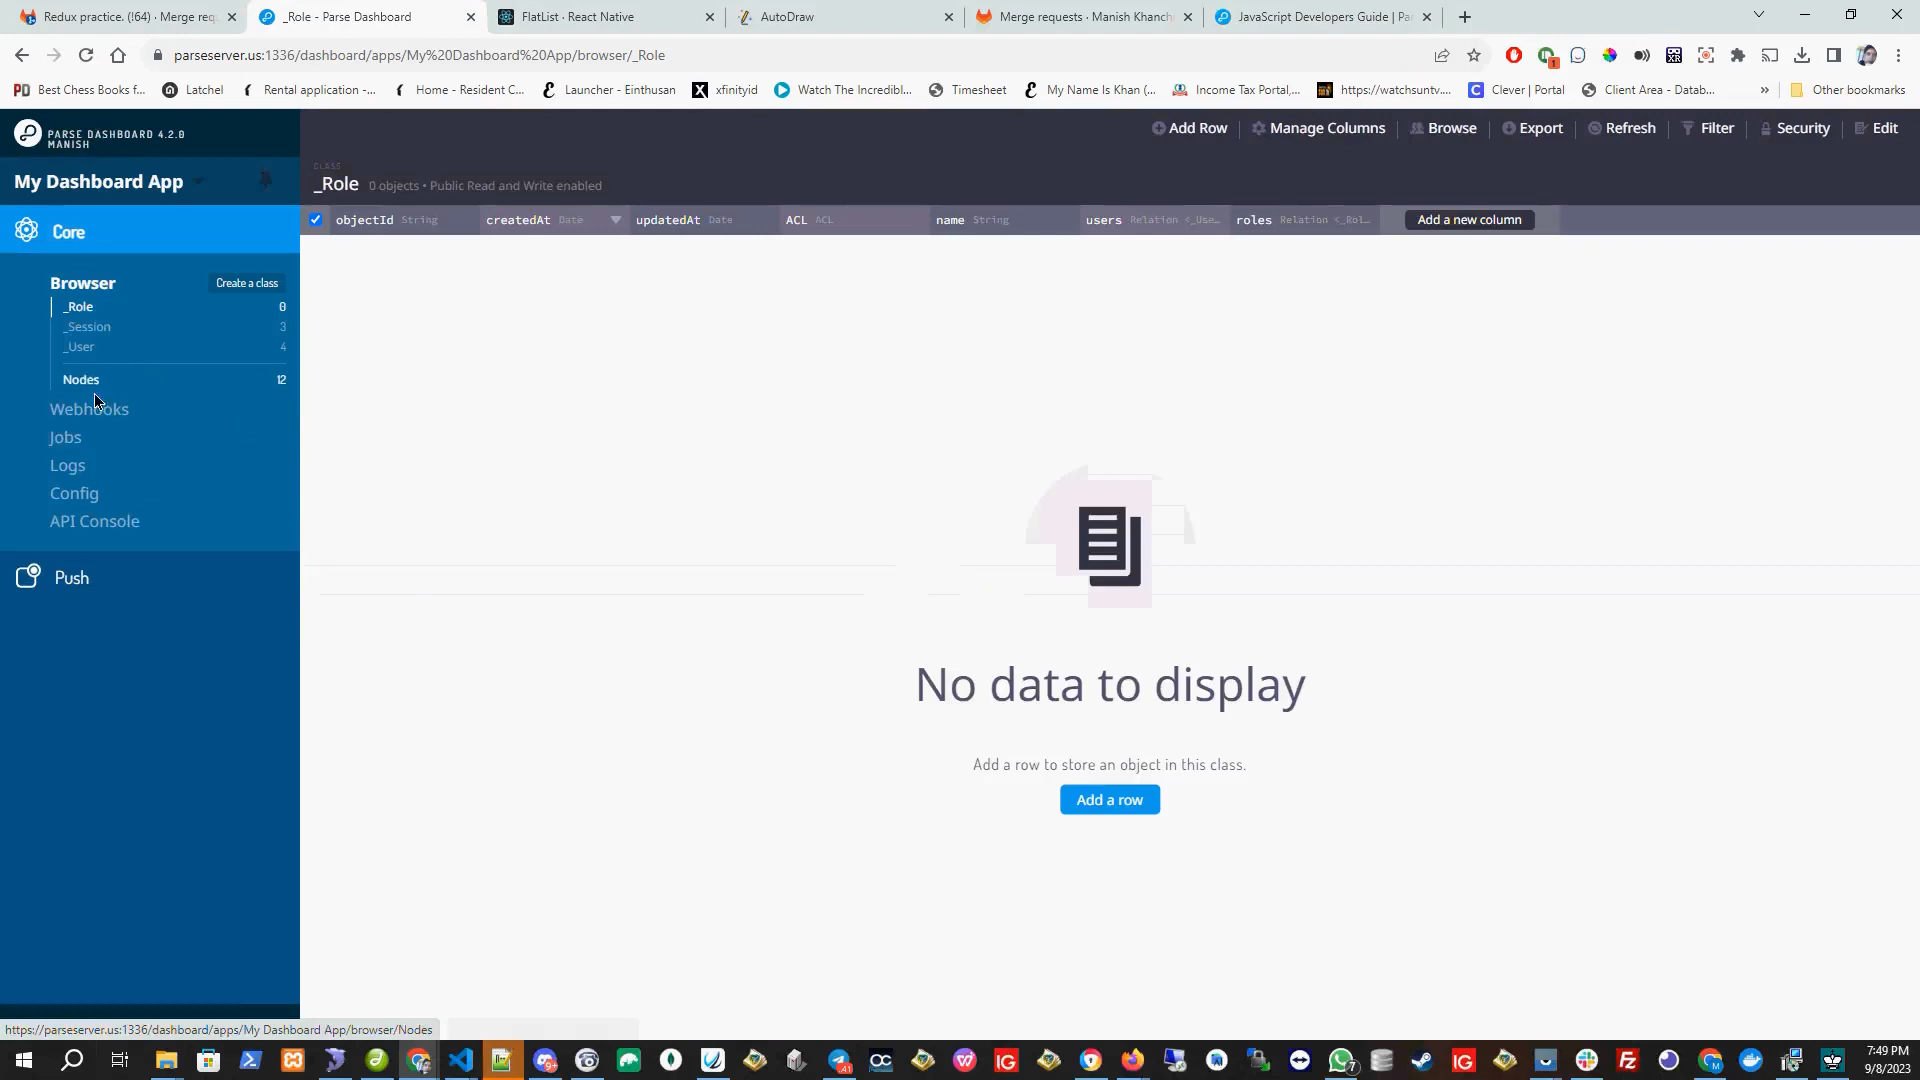 Redux practice. (!64) · Merge req
_Role - Parse Dashboard
FlatList · React Native
AutoDraw
Merge requests · Manish Khanch
JavaScript Developers Guide | Pa
parseserver.us:1336/dashboard/apps/My%20Dashboard%20App/browser/_Role
Best Chess Books f...
Latchel
Rental application -...
Home - Resident C...
Launcher - Einthusan
xfinityid
Watch The Incredibl...
Timesheet
My Name Is Khan (...
Income Tax Portal,...
https://watchsuntv....
Clever | Portal
Client Area - Datab...
»
Other bookmarks
PARSE DASHBOARD 4.2.0
MANISH
Add Row
Manage Columns
Browse
Export
Refresh
Filter
Security
Edit
My Dashboard App
CLASS
_Role 0 objects • Public Read and Write enabled
objectId String
createdAt Date
updatedAt Date
ACL ACL
name String
users Relation <_Use...
roles Relation <_Rol...
Add a new column
Core
Browser
Create a class
_Role 0
_Session 3
_User 4
Nodes 12
Webhooks
Jobs
Logs
Config
API Console
Push
No data to display
Add a row to store an object in this class.
Add a row
https://parseserver.us:1336/dashboard/apps/My Dashboard App/browser/Nodes
7:49 PM
9/8/2023